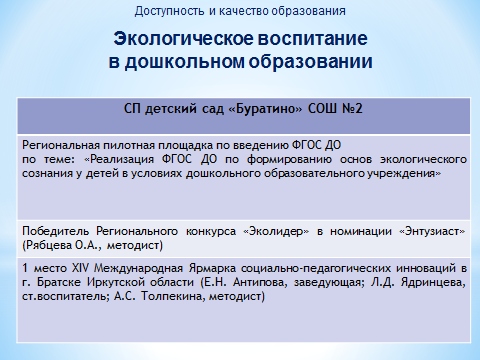 Доступность и качество образования
Экологическое воспитание
в дошкольном образовании
СП детский сад «Буратино» СОШ №2
Региональная пилотная площадка по введению ФГОС ДО
по теме: «Реализация ФГОС ДО по формированию основ экологического
сознания у детей в условиях дошкольного образовательного учреждения»
Победитель Регионального конкурса «Эколидер» в номинации «Энтузиаст»
(Рябцева О.А., методист)
1 место XIV Международная Ярмарка социально-педагогических инноваций в
г. Братске Иркутской области (Е.Н. Антипова, заведующая; Л.Д. Ядринцева,
ст.воспитатель; А.С. Толпекина, методист)